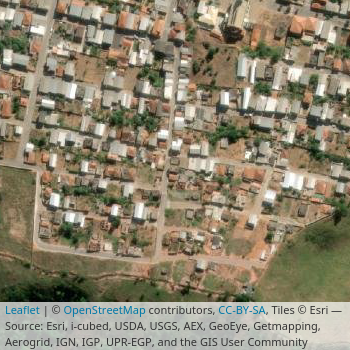 Leaflet | © OpenStreetMap contributors, CC-BY-SA, Tiles © Esri —
Source: Esri, i-cubed, USDA, USGS, AEX, GeoEye, Getmapping,
Aerogrid, IGN, IGP, UPR-EGP, and the GIS User Community